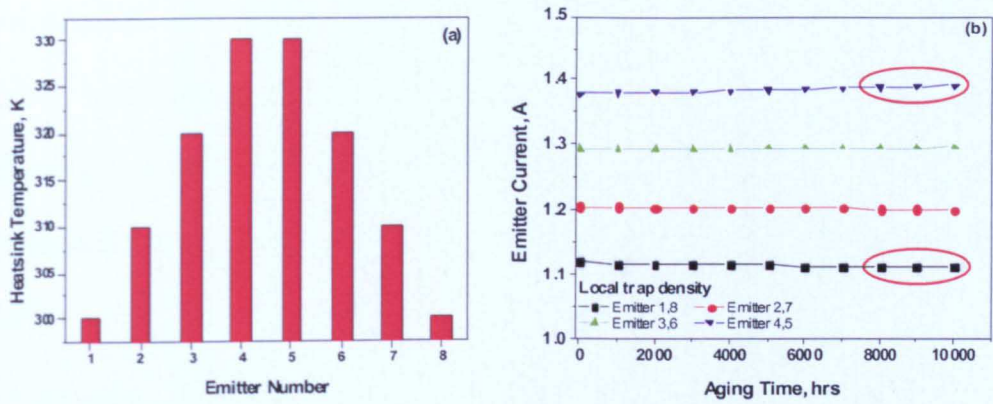 (a)
Heatsink Temperature, K
330
325
320
315
310
305
300
1 2 3 4 5 6 7 8
Emitter Number
(b)
Emitter Current, A
1.5
1.4
1.3
1.2
1.1
1.0
Local trap density
Emitter 1,8 Emitter 2,7
Emitter 3,6 Emitter 4,5
0 2000 4000 6000 8000 10000
Aging Time, hrs